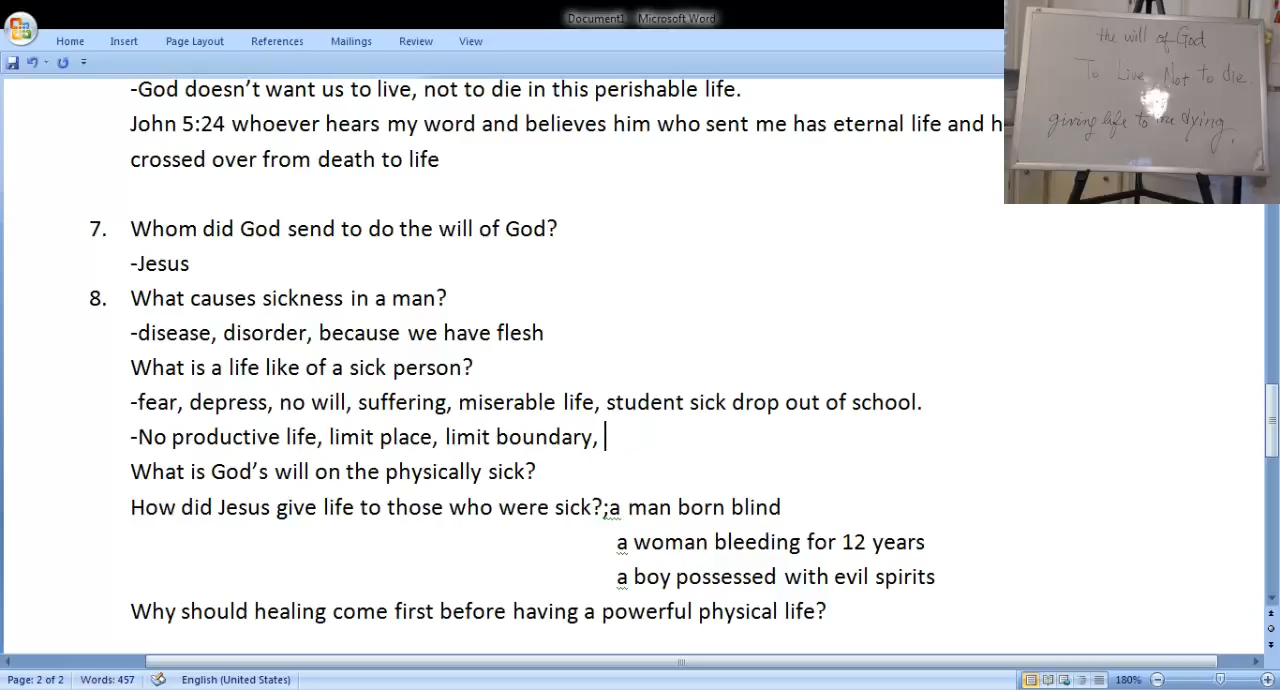 Document1 - Microsoft Word
Home Insert Page Layout References Mailings Review View
-God doesn't want us to live, not to die in this perishable life.
John 5:24 whoever hears my word and believes him who sent me has eternal life and h
crossed over from death to life
7. Whom did God send to do the will of God?
-Jesus
8. What causes sickness in a man?
-disease, disorder, because we have flesh
What is a life like of a sick person?
-fear, depress, no will, suffering, miserable life, student sick drop out of school.
-No productive life, limit place, limit boundary,
What is God's will on the physically sick?
How did Jesus give life to those who were sick?;a man born blind
a woman bleeding for 12 years
a boy possessed with evil spirits
Why should healing come first before having a powerful physical life?
Page: 2 of 2 Words: 457 English (United States) 180%
the will of God
To Live, Not to die.
giving life to the dying.